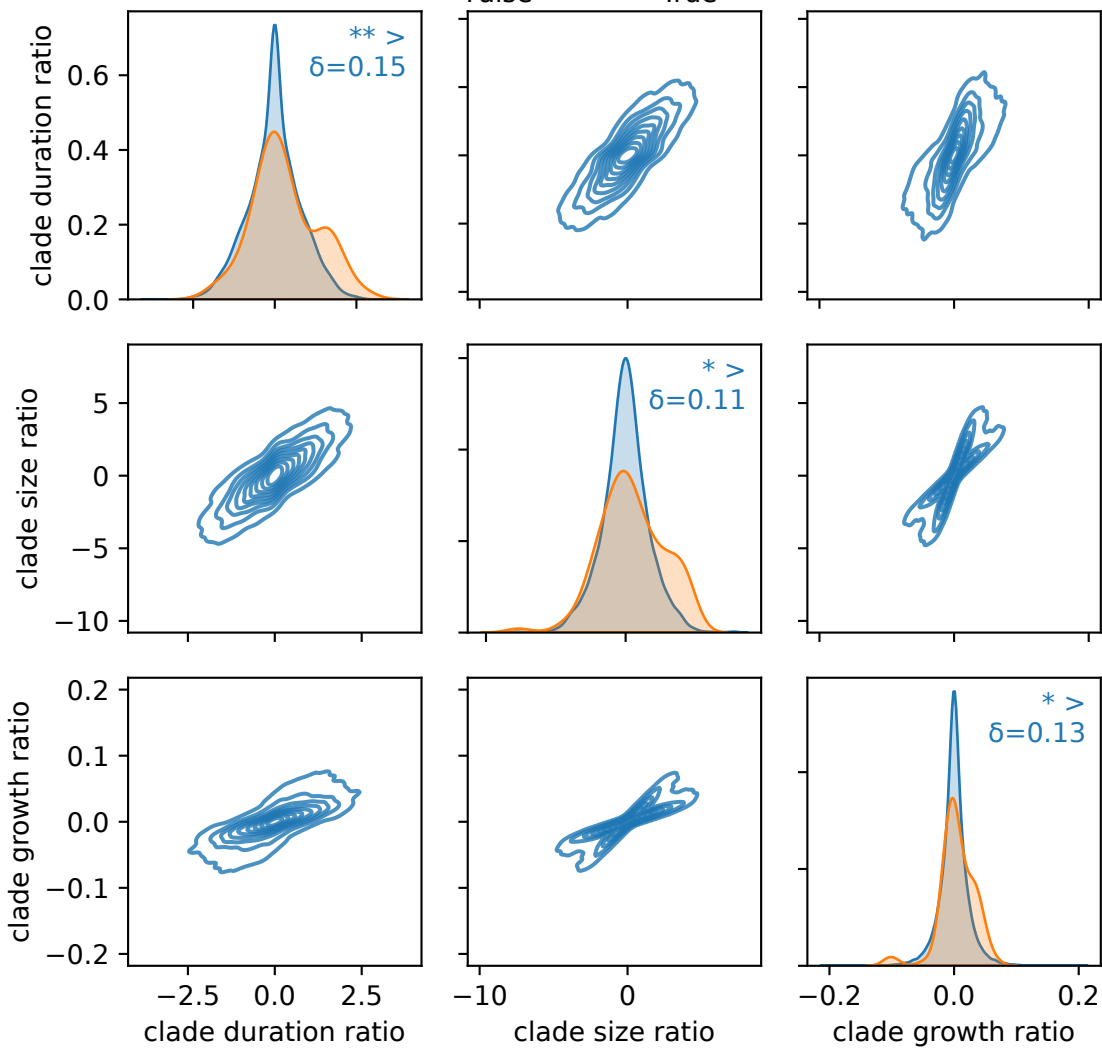 True
clade duration ratio
0.6
0.4
0.2
0.0
** >
δ=0.15
clade size ratio
5
0
−5
−10
* >
δ=0.11
clade growth ratio
0.2
0.1
0.0
−0.1
−0.2
* >
δ=0.13
−2.5 0.0 2.5
−10 0
−0.2 0.0 0.2
clade duration ratio
clade size ratio
clade growth ratio